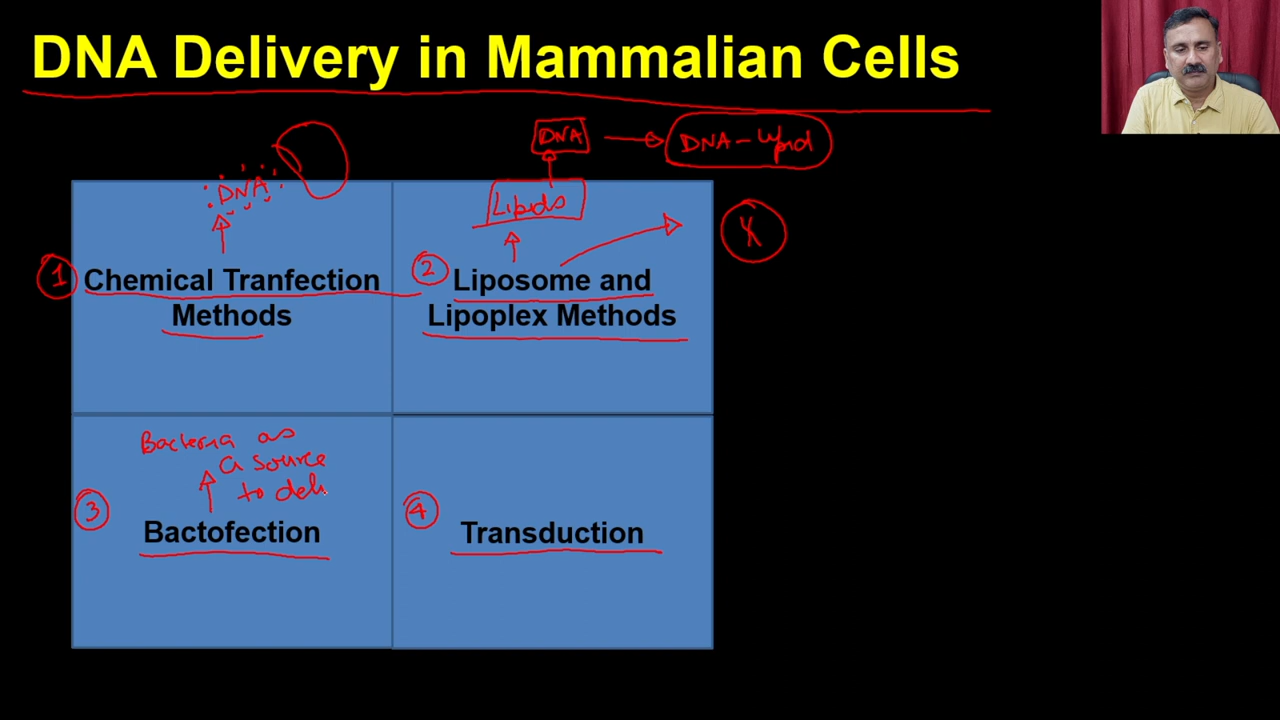 DNA Delivery in Mammalian Cells
DNA → DNA-Lipid
DNA
Lipids
1 Chemical Tranfection
Methods
2 Liposome and
Lipoplex Methods
X
Bacteria as
a source
to deli
3 Bactofection
4 Transduction